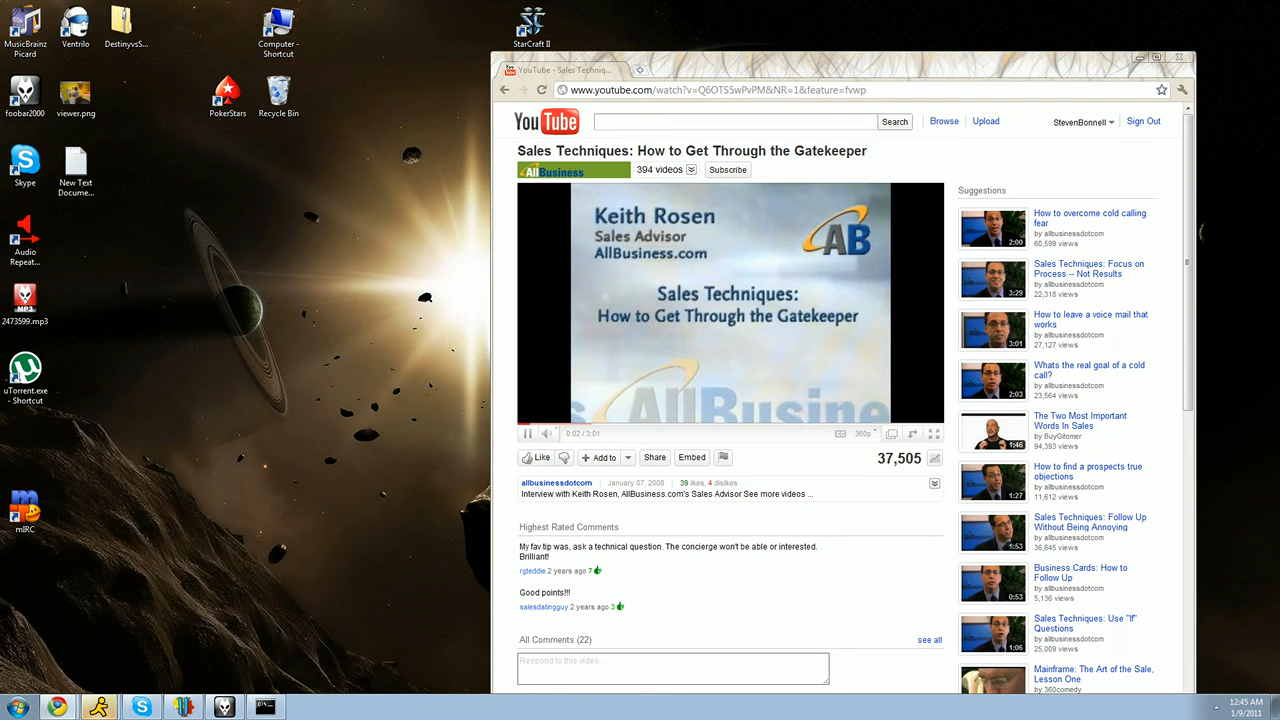 MusicBrainz
Picard
Ventrilo
DestinyvsS...
Computer -
Shortcut
StarCraft II
foobar2000
viewer.png
PokerStars
Recycle Bin
Skype
New Text
Docume...
Audio
Repeat...
MP3
2473599.mp3
uTorrent.exe
- Shortcut
mIRC
YouTube - Sales Techniq...
www.youtube.com/watch?v=Q6OTS5wPvPM&NR=1&feature=fvwp
YouTube
Search
Browse
Upload
StevenBonnell
Sign Out
Sales Techniques: How to Get Through the Gatekeeper
AllBusiness
394 videos
Subscribe
Keith Rosen
Sales Advisor
AllBusiness.com
AB
Sales Techniques:
How to Get Through the Gatekeeper
s AllBusine
0:02 / 3:01
CC
360p
Like
+ Add to
Share
Embed
37,505
allbusinessdotcom | January 07, 2008 | 39 likes, 4 dislikes
Interview with Keith Rosen, AllBusiness.com's Sales Advisor See more videos ...
Highest Rated Comments
My fav tip was, ask a technical question. The concierge won't be able or interested.
Brilliant!
rgteddie 2 years ago 7
Good points!!!
salesdatingguy 2 years ago 3
All Comments (22)
see all
Respond to this video...
Suggestions
2:00
How to overcome cold calling
fear
by allbusinessdotcom
60,599 views
3:29
Sales Techniques: Focus on
Process -- Not Results
by allbusinessdotcom
22,318 views
3:01
How to leave a voice mail that
works
by allbusinessdotcom
27,127 views
2:03
Whats the real goal of a cold
call?
by allbusinessdotcom
23,564 views
1:46
The Two Most Important
Words In Sales
by BuyGitomer
94,393 views
1:27
How to find a prospects true
objections
by allbusinessdotcom
11,612 views
1:53
Sales Techniques: Follow Up
Without Being Annoying
by allbusinessdotcom
36,645 views
0:53
Business Cards: How to
Follow Up
by allbusinessdotcom
5,136 views
1:06
Sales Techniques: Use "If"
Questions
by allbusinessdotcom
25,009 views
Mainframe: The Art of the Sale,
Lesson One
by 360comedy
12:45 AM
1/9/2011